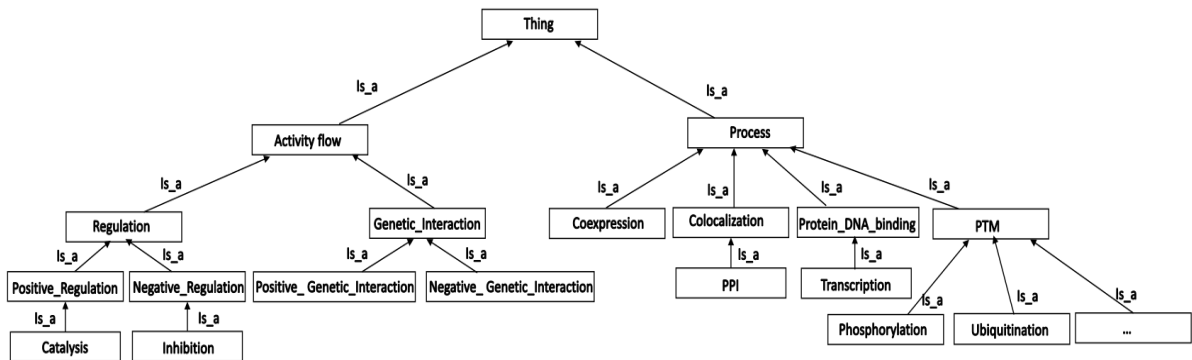 Thing
Is_a
Is_a
Activity flow
Process
Is_a
Is_a
Is_a
Is_a
Is_a
Is_a
Regulation
Genetic_Interaction
Coexpression
Colocalization
Protein_DNA_binding
PTM
Is_a
Is_a
Is_a
Is_a
Is_a
Is_a
Positive_Regulation
Negative_Regulation
Positive_ Genetic_Interaction
Negative_ Genetic_Interaction
PPI
Transcription
Is_a
Is_a
Is_a
Is_a
Is_a
Catalysis
Inhibition
Phosphorylation
Ubiquitination
...